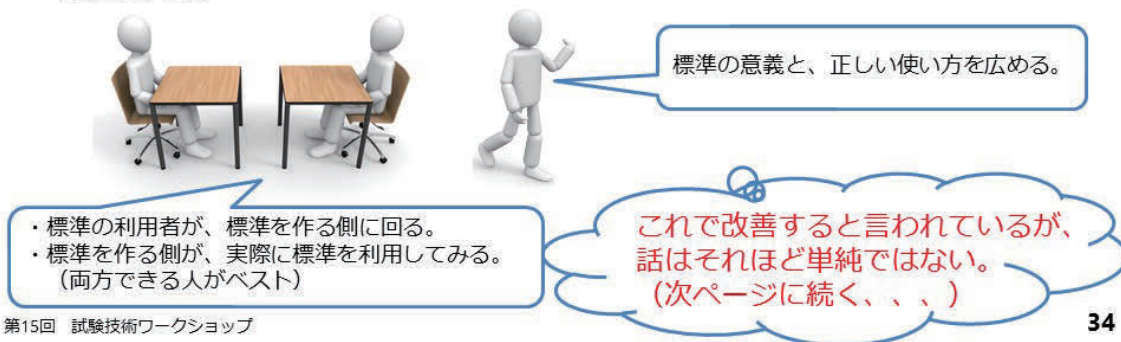 標準の意義と、正しい使い方を広める。
・標準の利用者が、標準を作る側に回る。
・標準を作る側が、実際に標準を利用してみる。
（両方できる人がベスト）
これで改善すると言われているが、
話はそれほど単純ではない。
（次ページに続く、、、）
第15回 試験技術ワークショップ
34